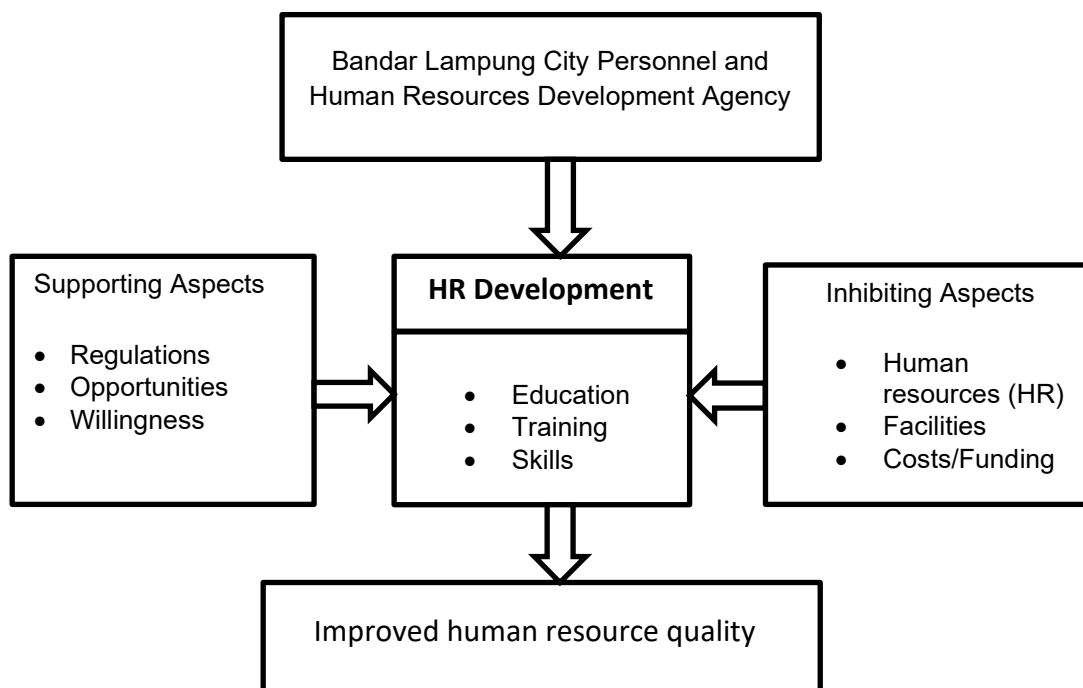 Bandar Lampung City Personnel and
Human Resources Development Agency
Supporting Aspects
• Regulations
• Opportunities
• Willingness
HR Development
• Education
• Training
• Skills
Inhibiting Aspects
• Human
resources (HR)
• Facilities
• Costs/Funding
Improved human resource quality